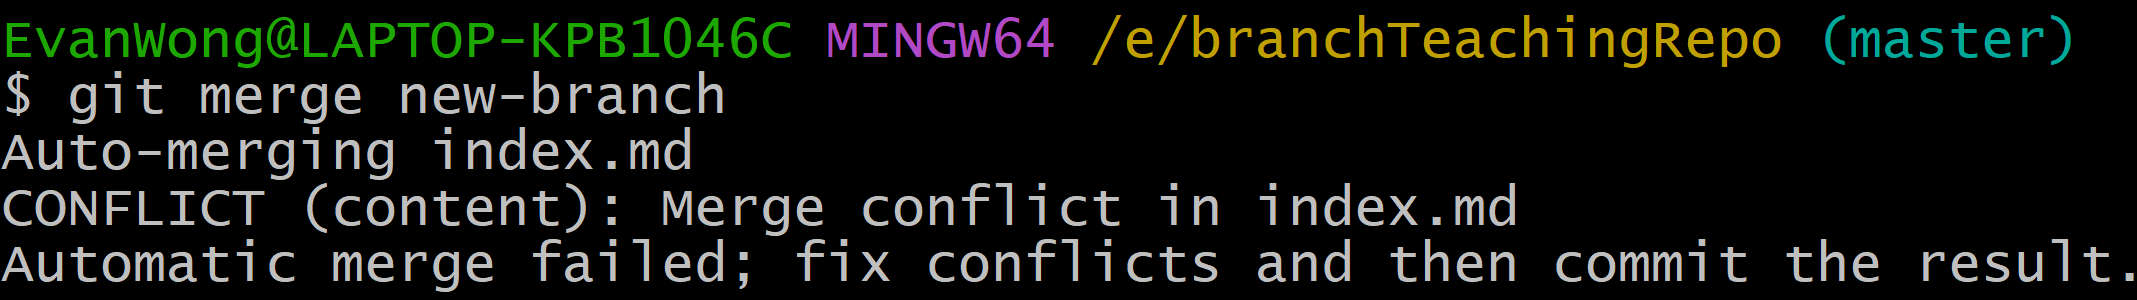 EvanWong@LAPTOP-KPB1046C MINGW64 /e/branchTeachingRepo (master)
$ git merge new-branch
Auto-merging index.md
CONFLICT (content): Merge conflict in index.md
Automatic merge failed; fix conflicts and then commit the result.